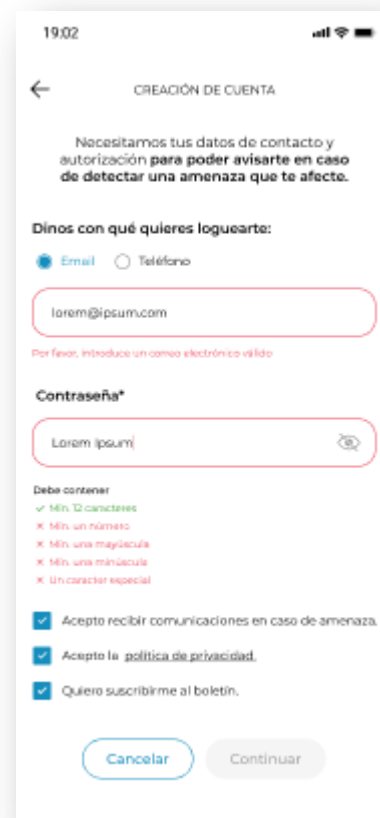 19:02
CREACIÓN DE CUENTA
Necesitamos tus datos de contacto y
autorización para poder avisarte en caso
de detectar una amenaza que te afecte.
Dinos con qué quieres loguearte:
Email Teléfono
lorem@ipsum.com
Por favor, introduce un correo electrónico válido
Contraseña*
Lorem Ipsum
Debe contener
Mín. 12 caracteres
Mín. un número
Mín. una mayúscula
Mín. una minúscula
Un caracter especial
Acepto recibir comunicaciones en caso de amenaza.
Acepto la política de privacidad.
Quiero suscribirme al boletín.
Cancelar Continuar